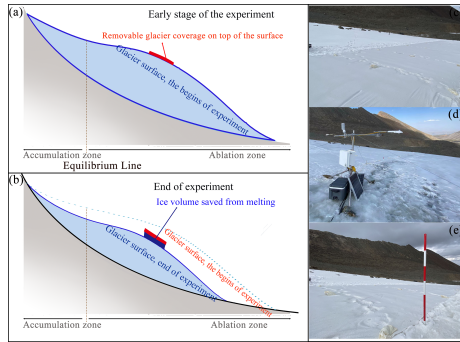 (a)
Early stage of the experiment
Removable glacier coverage on top of the surface
Glacier surface, the begins of experiment
Accumulation zone
Ablation zone
Equilibrium Line
(b)
End of experiment
Ice volume saved from melting
Glacier surface, end of experiment
Glacier surface, the begins of experiment
Accumulation zone
Ablation zone
(d)
(e)